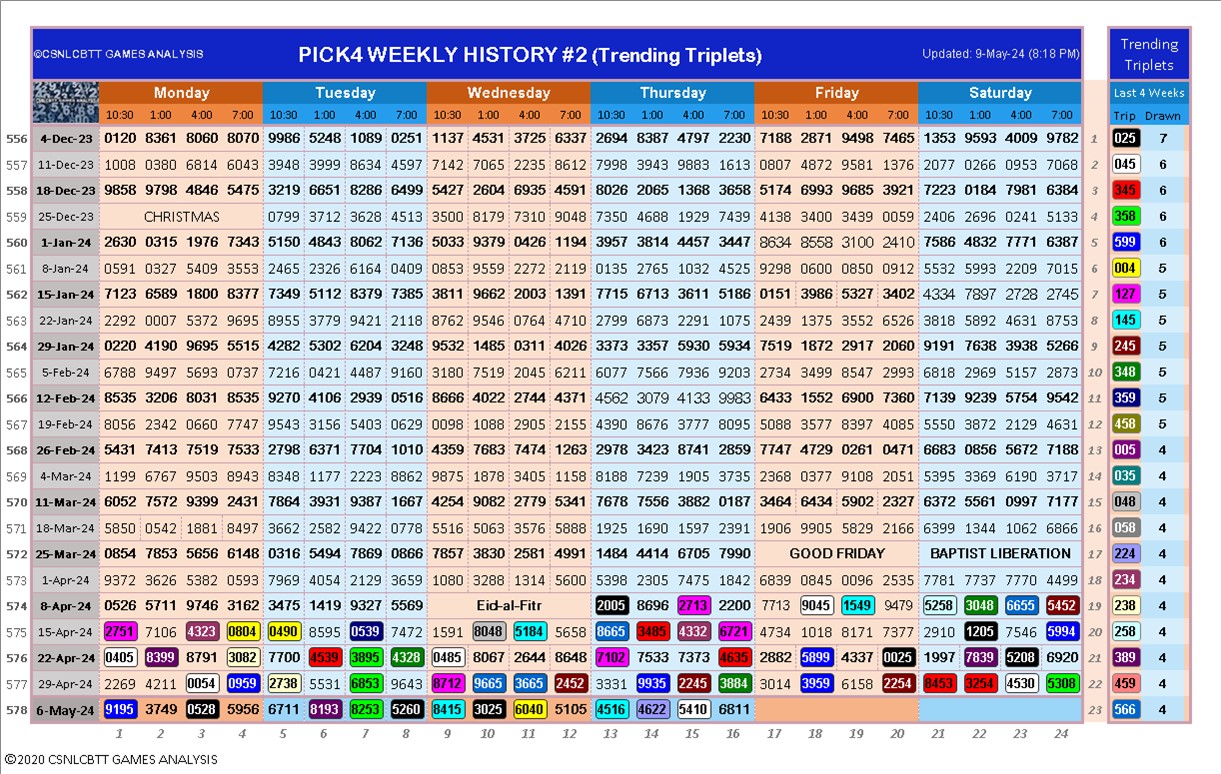 ©CSNLCBTT GAMES ANALYSIS PICK4 WEEKLY HISTORY #2 (Trending Triplets) Updated: 9-May-24 (8:18 PM)
Trending
Triplets
Monday Tuesday Wednesday Thursday Friday Saturday Last 4 Weeks
10:30 1:00 4:00 7:00 10:30 1:00 4:00 7:00 10:30 1:00 4:00 7:00 10:30 1:00 4:00 7:00 10:30 1:00 4:00 7:00 10:30 1:00 4:00 7:00 Trip Drawn
556 4-Dec-23 0120 8361 8060 8070 9986 5248 1089 0251 1137 4531 3725 6337 2694 8387 4797 2230 7188 2871 9498 7465 1353 9593 4009 9782 1 025 7
557 11-Dec-23 1008 0380 6814 6043 3948 3999 8634 4597 7142 7065 2235 8612 7998 3943 9883 1613 0807 4872 9581 1376 2077 0266 0953 7068 2 045 6
558 18-Dec-23 9858 9798 4846 5475 3219 6651 8286 6499 5427 2604 6935 4591 8026 2065 1368 3658 5174 6993 9685 3921 7223 0184 7981 6384 3 345 6
559 25-Dec-23 CHRISTMAS 0799 3712 3628 4513 3500 8179 7310 9048 7350 4688 1929 7439 4138 3400 3439 0059 2406 2696 0241 5133 4 358 6
560 1-Jan-24 2630 0315 1976 7343 5150 4843 8062 7136 5033 9379 0426 1194 3957 3814 4457 3447 8634 8558 3100 2410 7586 4832 7771 6387 5 599 6
561 8-Jan-24 0591 0327 5409 3553 2465 2326 6164 0409 0853 9559 2272 2119 0135 2765 1032 4525 9298 0600 0850 0912 5532 5993 2209 7015 6 004 5
562 15-Jan-24 7123 6589 1800 8377 7349 5112 8379 7385 3811 9662 2003 1391 7715 6713 3611 5186 0151 3986 5327 3402 4334 7897 2728 2745 7 127 5
563 22-Jan-24 2292 0007 5372 9695 8955 3779 9421 2118 8762 9546 0764 4710 2799 6873 2291 1075 2439 1375 3552 6526 3818 5892 4631 8753 8 145 5
564 29-Jan-24 0220 4190 9695 5515 4282 5302 6204 3248 9532 1485 0311 4026 3373 3357 5930 5934 7519 1872 2917 2060 9191 7638 3938 5266 9 245 5
565 5-Feb-24 6788 9497 5693 0737 7216 0421 4487 9160 3180 7519 2045 6211 6077 7566 7936 9203 2734 3499 8547 2993 6818 2969 5157 2873 10 348 5
566 12-Feb-24 8535 3206 8031 8535 9270 4106 2939 0516 8666 4022 2744 4371 4562 3079 4133 9983 6433 1552 6900 7360 7139 9239 5754 9542 11 359 5
567 19-Feb-24 8056 2342 0660 7747 9543 3156 5403 0629 0098 1088 2905 2155 4390 8676 3777 8095 5088 3577 8397 4085 5550 3872 2129 4631 12 458 5
568 26-Feb-24 5431 7413 7519 7533 2798 6371 7704 1010 4359 7683 7474 1263 2978 3423 8741 2859 7747 4729 0261 0471 6683 0856 5672 7188 13 005 4
569 4-Mar-24 1199 6767 9503 8943 8348 1177 2223 8862 9875 1878 3405 1158 8188 7239 1363 3735 2368 0377 9108 2051 5395 3369 6190 3717 14 035 4
570 11-Mar-24 6052 7572 9399 2431 7864 3931 9387 1667 4254 9082 2779 5341 7678 7556 3882 0187 3464 6434 5902 2327 6372 5561 0997 7177 15 048 4
571 18-Mar-24 5850 0542 1881 8497 3662 2582 9422 0778 5516 5063 3576 5888 1925 1690 1597 2391 1906 9905 5829 2166 6399 1344 1062 6866 16 058 4
572 25-Mar-24 0854 7853 5656 6148 0316 5494 7869 0866 7857 3830 2581 4991 1484 4414 6705 7990 GOOD FRIDAY BAPTIST LIBERATION 17 224 4
573 1-Apr-24 9372 3626 5382 0593 7969 4054 2129 3659 1080 3288 1314 5600 5398 2305 7475 1842 6839 0845 0096 2535 7781 7737 7770 4499 18 234 4
574 8-Apr-24 0526 5711 9746 3162 3475 1419 9327 5569 Eid-al-Fitr 2005 8696 2713 2200 7713 9045 1549 9479 5258 3048 6655 5452 19 238 4
575 15-Apr-24 2751 7106 4323 0804 0490 8595 0539 7472 1591 8048 5184 5658 8665 3485 4332 6721 4734 1018 8171 7377 2910 1205 7546 5994 20 258 4
576 22-Apr-24 0405 8399 8791 3082 7700 4539 3895 4328 0485 8067 2644 8648 7102 7533 7373 4635 2882 5899 4337 0025 1997 7839 5208 6920 21 389 4
577 29-Apr-24 2269 4211 0054 0959 2738 5531 6853 9643 8712 9665 3665 2452 3331 9935 2245 3884 3014 3959 6158 2254 8453 3254 4530 5308 22 459 4
578 6-May-24 9195 3749 0528 5956 6711 8193 8253 5260 8415 3025 6040 5105 4516 4622 5410 6811 23 566 4
1 2 3 4 5 6 7 8 9 10 11 12 13 14 15 16 17 18 19 20 21 22 23 24
©2020 CSNLCBTT GAMES ANALYSIS